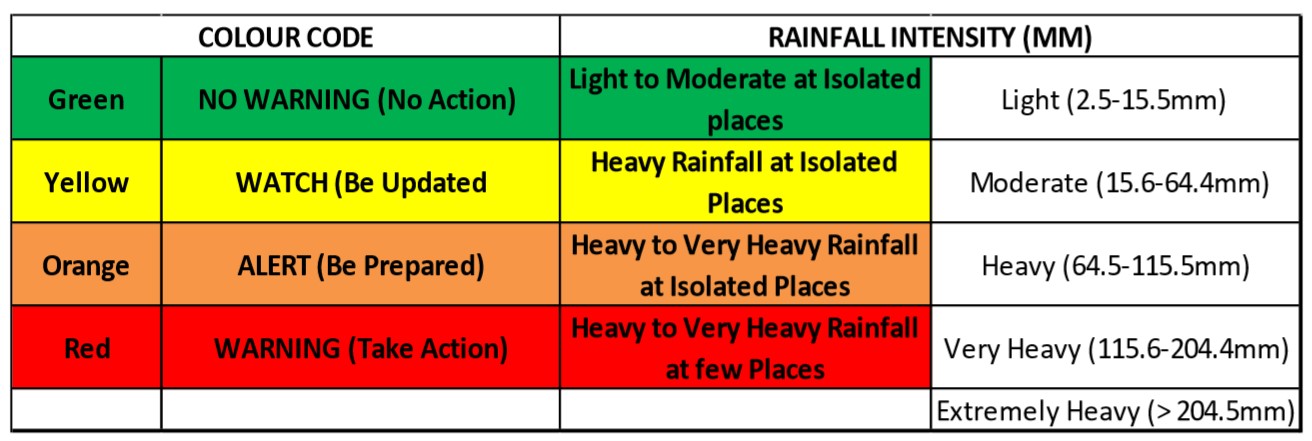 COLOUR CODE RAINFALL INTENSITY (MM)
Green NO WARNING (No Action) Light to Moderate at Isolated places Light (2.5-15.5mm)
Yellow WATCH (Be Updated Heavy Rainfall at Isolated Places Moderate (15.6-64.4mm)
Orange ALERT (Be Prepared) Heavy to Very Heavy Rainfall at Isolated Places Heavy (64.5-115.5mm)
Red WARNING (Take Action) Heavy to Very Heavy Rainfall at few Places Very Heavy (115.6-204.4mm)
Extremely Heavy (> 204.5mm)